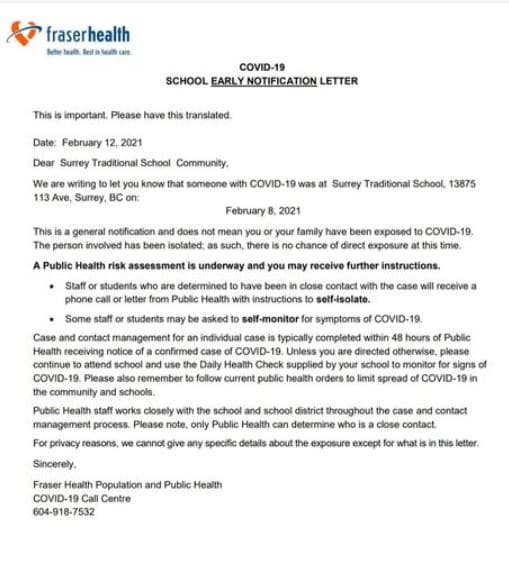 fraserhealth
Better health. Best in health care.
COVID-19
SCHOOL EARLY NOTIFICATION LETTER
This is important. Please have this translated.
Date: February 12, 2021
Dear Surrey Traditional School Community,
We are writing to let you know that someone with COVID-19 was at Surrey Traditional School, 13875
113 Ave, Surrey, BC on:
February 8, 2021
This is a general notification and does not mean you or your family have been exposed to COVID-19.
The person involved has been isolated; as such, there is no chance of direct exposure at this time.
A Public Health risk assessment is underway and you may receive further instructions.
• Staff or students who are determined to have been in close contact with the case will receive a
phone call or letter from Public Health with instructions to self-isolate.
• Some staff or students may be asked to self-monitor for symptoms of COVID-19.
Case and contact management for an individual case is typically completed within 48 hours of Public
Health receiving notice of a confirmed case of COVID-19. Unless you are directed otherwise, please
continue to attend school and use the Daily Health Check supplied by your school to monitor for signs of
COVID-19. Please also remember to follow current public health orders to limit spread of COVID-19 in
the community and schools.
Public Health staff works closely with the school and school district throughout the case and contact
management process. Please note, only Public Health can determine who is a close contact.
For privacy reasons, we cannot give any specific details about the exposure except for what is in this letter.
Sincerely,
Fraser Health Population and Public Health
COVID-19 Call Centre
604-918-7532